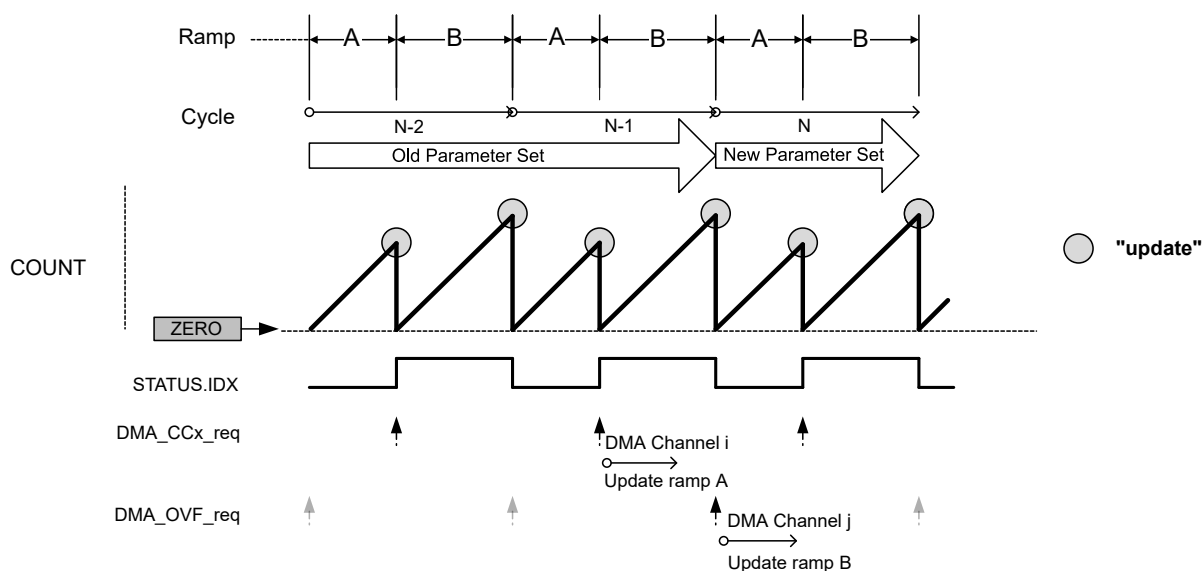 Ramp A B A B A B
Cycle
N-2 N-1 N
Old Parameter Set New Parameter Set
"update"
COUNT
ZERO
STATUS.IDX
DMA_CCx_req
DMA Channel i
Update ramp A
DMA_OVF_req
DMA Channel j
Update ramp B